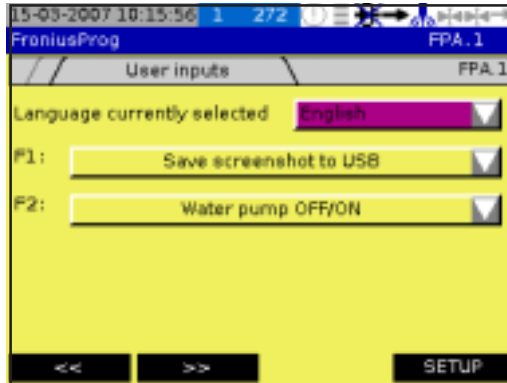 15-03-2007 10:15:56 1 272
FroniusProg FPA.1
User inputs FPA.1
Language currently selected English
F1: Save screenshot to USB
F2: Water pump OFF/ON
<< >> SETUP